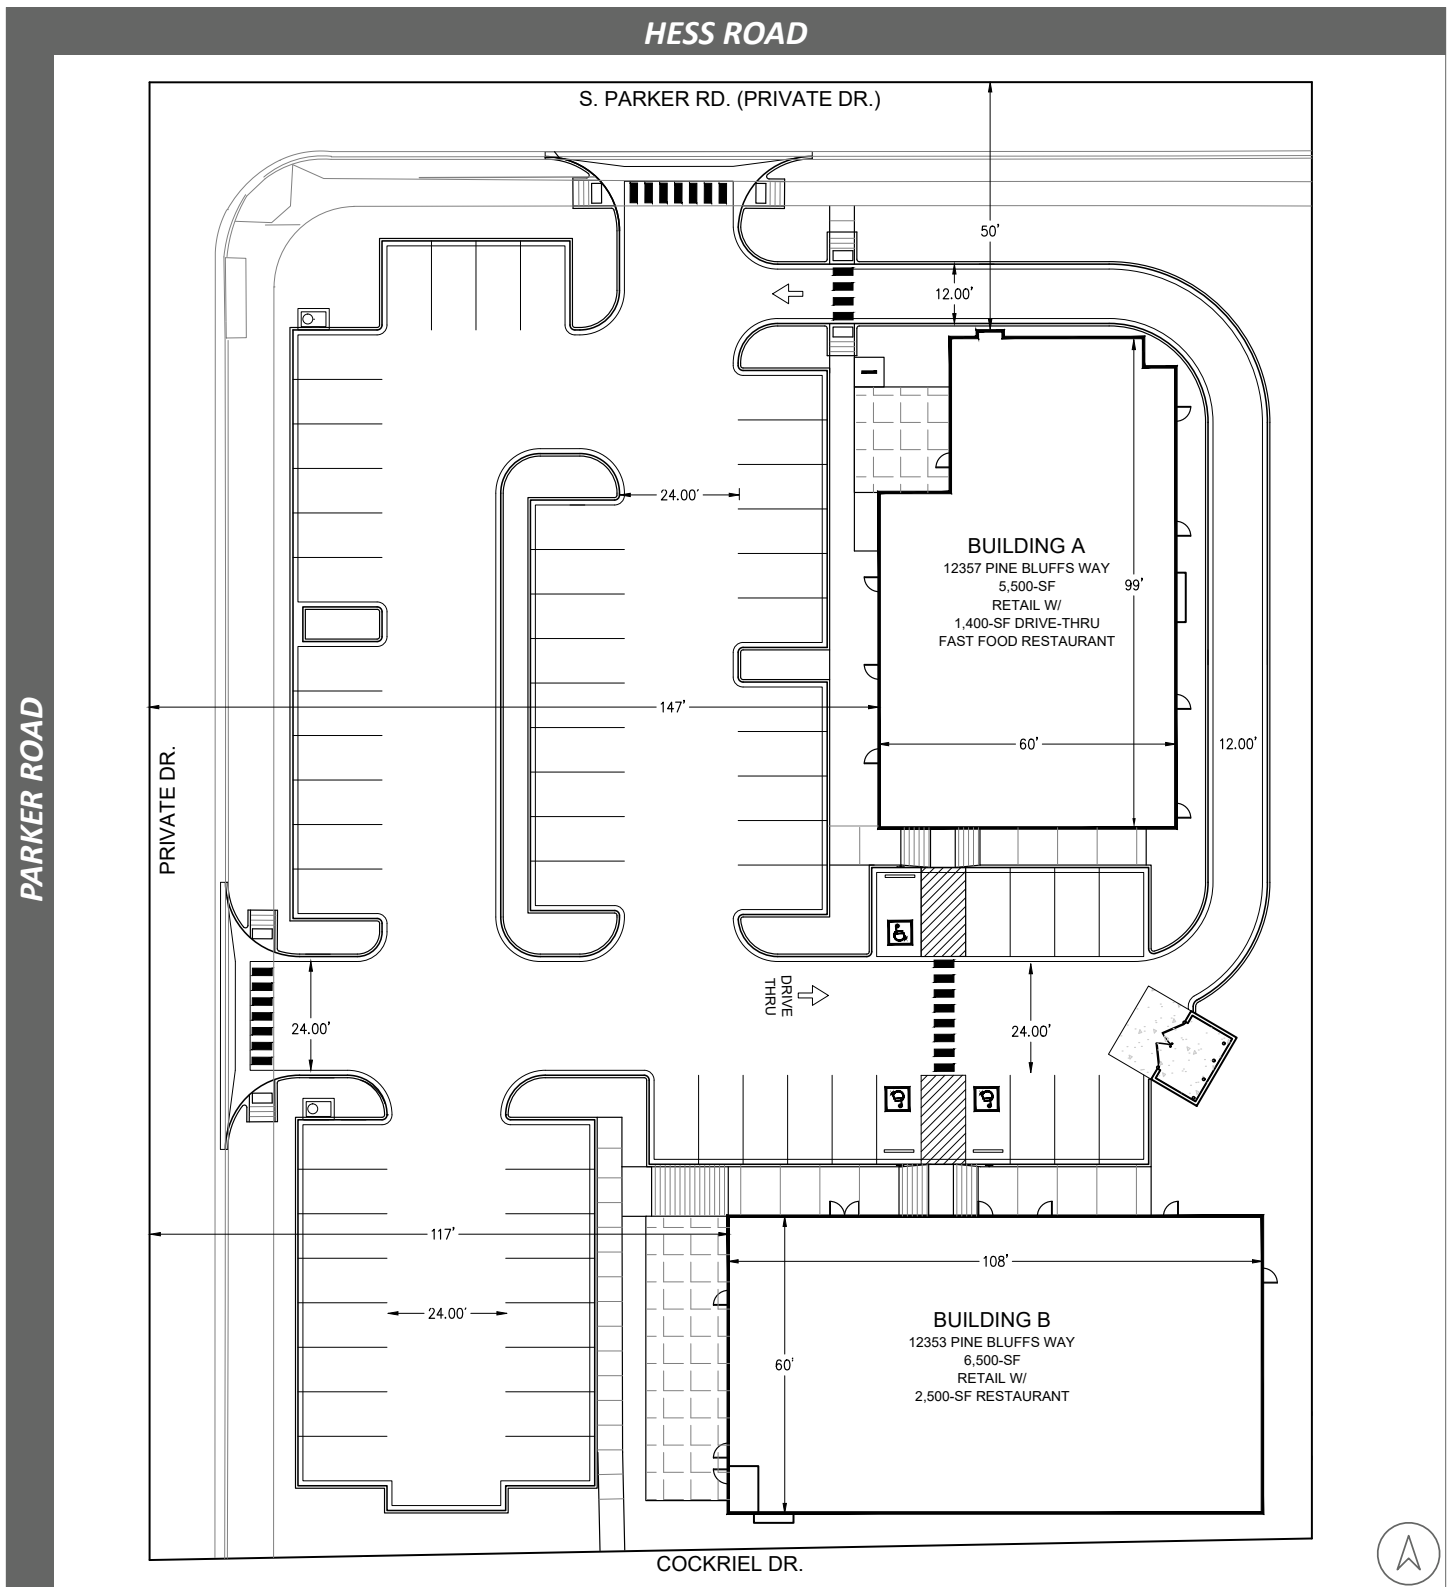 HESS ROAD
S. PARKER RD. (PRIVATE DR.)
50'
12.00'
24.00'
BUILDING A
12357 PINE BLUFFS WAY
5,500-SF
RETAIL W/
1,400-SF DRIVE-THRU
FAST FOOD RESTAURANT
99'
147'
60'
12.00'
PARKER ROAD
PRIVATE DR.
DRIVE
THRU
24.00'
24.00'
117'
108'
24.00'
BUILDING B
12353 PINE BLUFFS WAY
6,500-SF
RETAIL W/
2,500-SF RESTAURANT
60'
COCKRIEL DR.